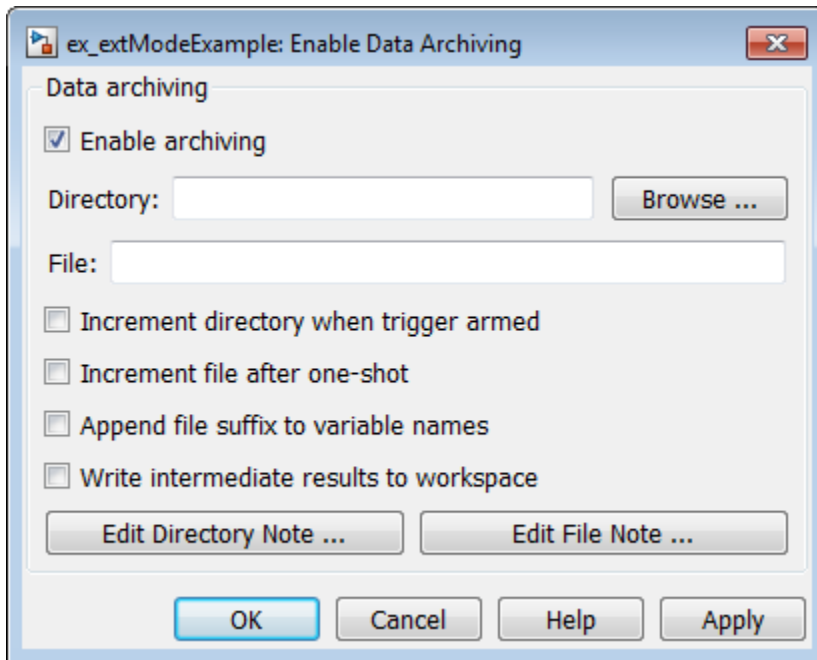 ex_extModeExample: Enable Data Archiving
Data archiving
Enable archiving
Directory: Browse ...
File:
Increment directory when trigger armed
Increment file after one-shot
Append file suffix to variable names
Write intermediate results to workspace
Edit Directory Note ... Edit File Note ...
OK Cancel Help Apply